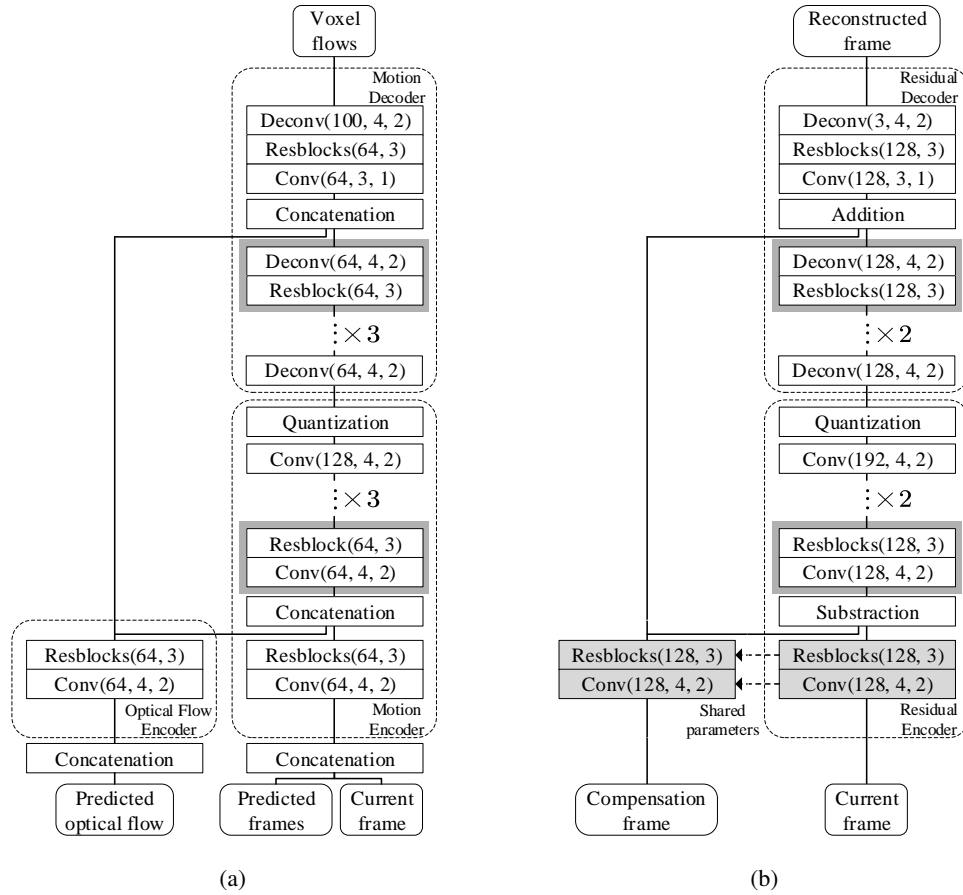 Voxel
flows
Motion
Decoder
Deconv(100, 4, 2)
Resblocks(64, 3)
Conv(64, 3, 1)
Concatenation
Deconv(64, 4, 2)
Resblock(64, 3)
⋮ × 3
Deconv(64, 4, 2)
Quantization
Conv(128, 4, 2)
⋮ × 3
Resblock(64, 3)
Conv(64, 4, 2)
Concatenation
Resblocks(64, 3)
Conv(64, 4, 2)
Motion
Encoder
Concatenation
Predicted
frames
Current
frame
Resblocks(64, 3)
Conv(64, 4, 2)
Optical Flow
Encoder
Concatenation
Predicted
optical flow
(a)
Reconstructed
frame
Residual
Decoder
Deconv(3, 4, 2)
Resblocks(128, 3)
Conv(128, 3, 1)
Addition
Deconv(128, 4, 2)
Resblocks(128, 3)
⋮ × 2
Deconv(128, 4, 2)
Quantization
Conv(192, 4, 2)
⋮ × 2
Resblocks(128, 3)
Conv(128, 4, 2)
Substraction
Resblocks(128, 3)
Conv(128, 4, 2)
Residual
Encoder
Current
frame
Resblocks(128, 3)
Conv(128, 4, 2)
Shared
parameters
Compensation
frame
(b)